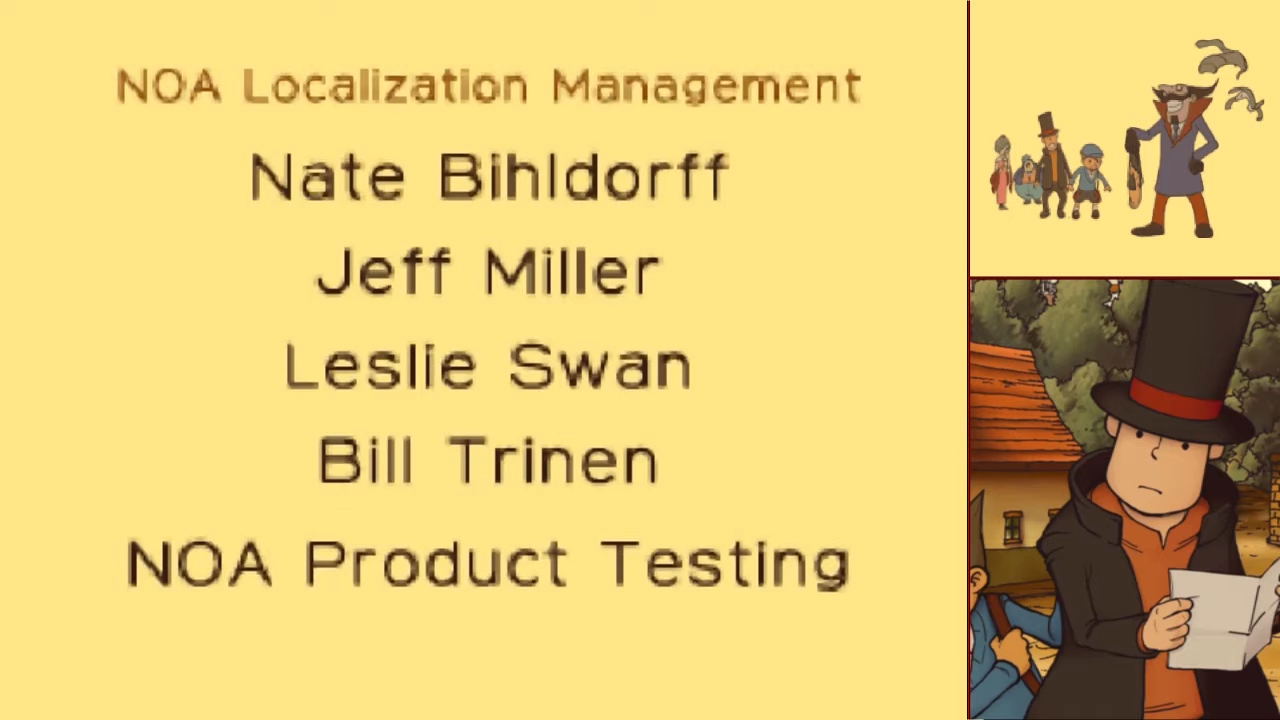 NOA Localization Management
Nate Bihldorff
Jeff Miller
Leslie Swan
Bill Trinen
NOA Product Testing